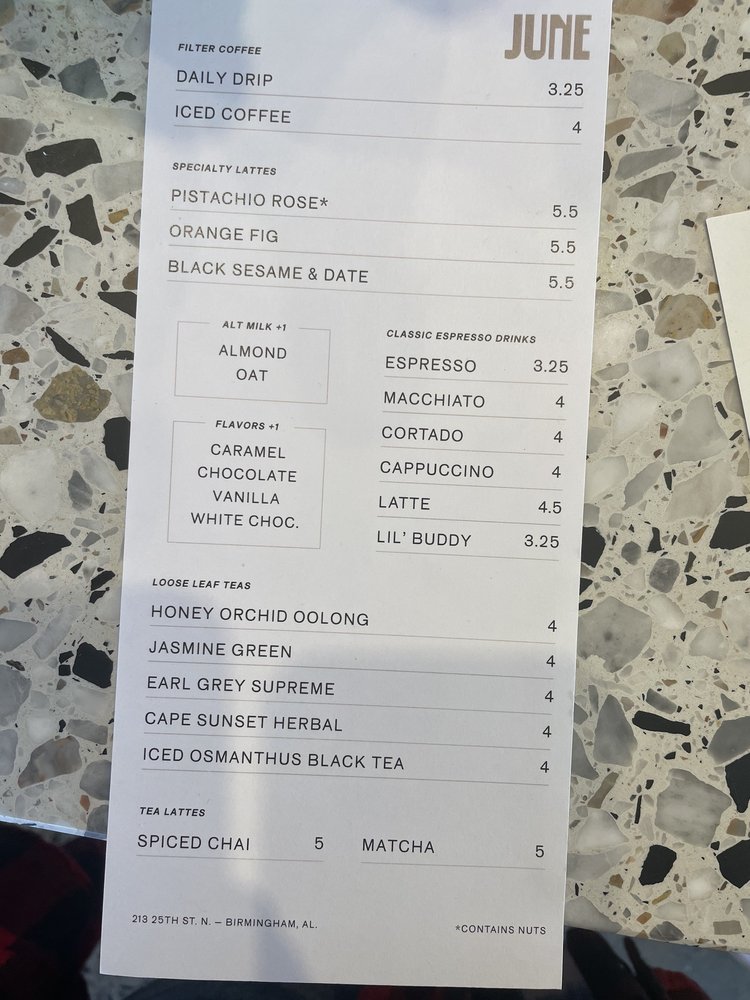 JUNE
FILTER COFFEE
DAILY DRIP 3.25
ICED COFFEE 4
SPECIALTY LATTES
PISTACHIO ROSE* 5.5
ORANGE FIG 5.5
BLACK SESAME & DATE 5.5
ALT MILK +1
ALMOND
OAT
FLAVORS +1
CARAMEL
CHOCOLATE
VANILLA
WHITE CHOC.
CLASSIC ESPRESSO DRINKS
ESPRESSO 3.25
MACCHIATO 4
CORTADO 4
CAPPUCCINO 4
LATTE 4.5
LIL' BUDDY 3.25
LOOSE LEAF TEAS
HONEY ORCHID OOLONG 4
JASMINE GREEN 4
EARL GREY SUPREME 4
CAPE SUNSET HERBAL 4
ICED OSMANTHUS BLACK TEA 4
TEA LATTES
SPICED CHAI 5 MATCHA 5
213 25TH ST. N. – BIRMINGHAM, AL. *CONTAINS NUTS